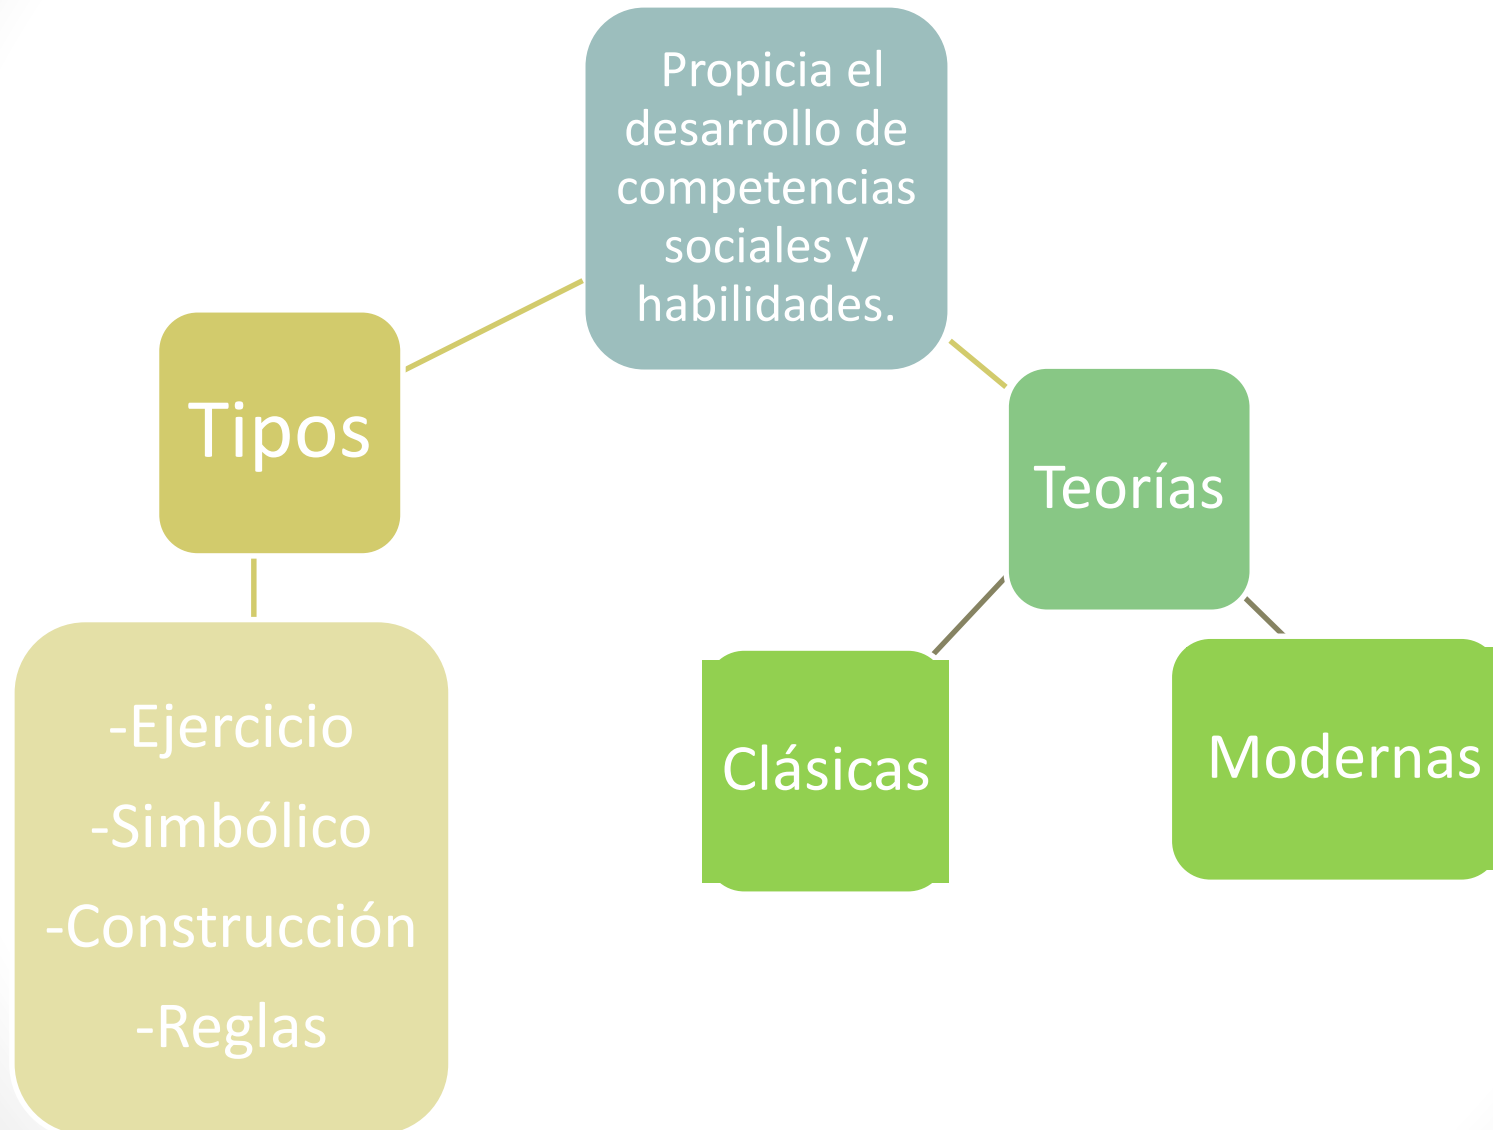 Propicia el
desarrollo de
competencias
sociales y
habilidades.
Tipos
Teorías
-Ejercicio
-Simbólico
-Construcción
-Reglas
Clásicas
Modernas